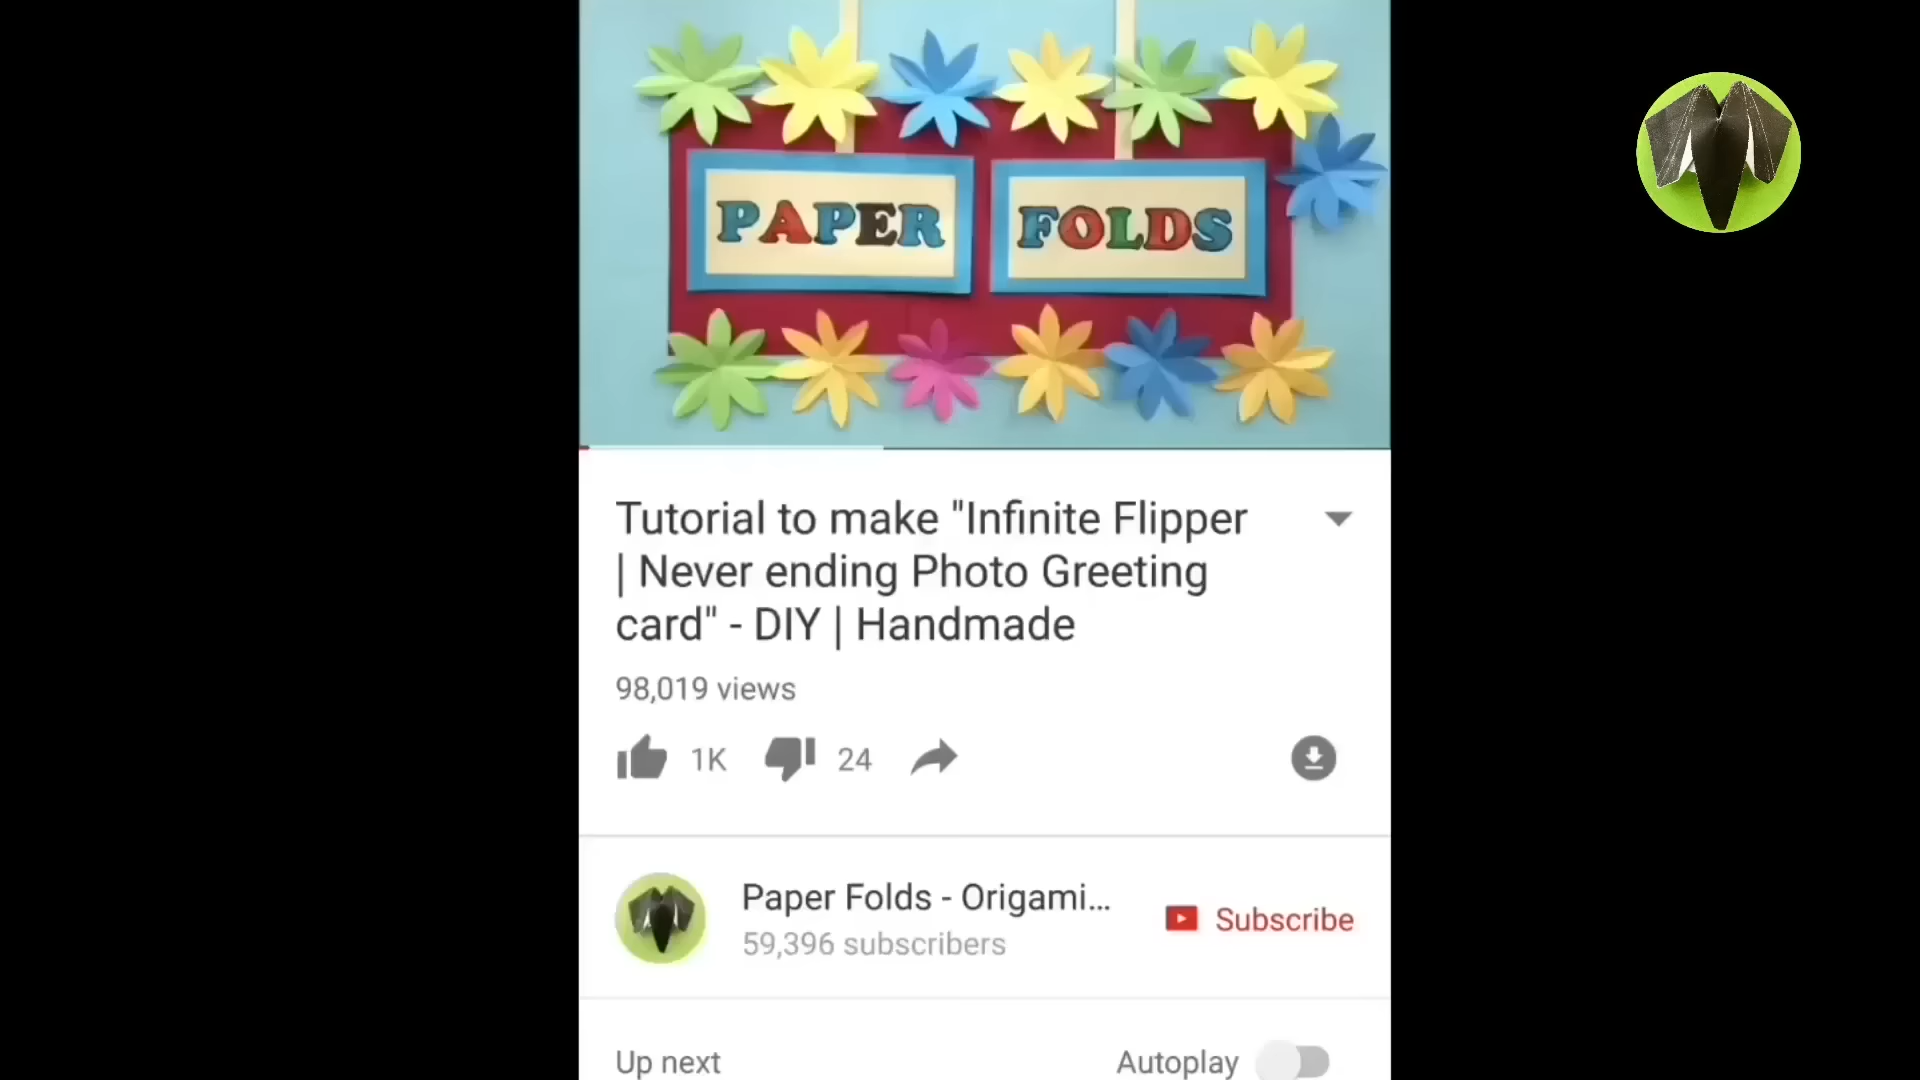 PAPER FOLDS
Tutorial to make "Infinite Flipper
| Never ending Photo Greeting
card" - DIY | Handmade
98,019 views
1K 24
Paper Folds - Origami...
59,396 subscribers
Subscribe
Up next Autoplay